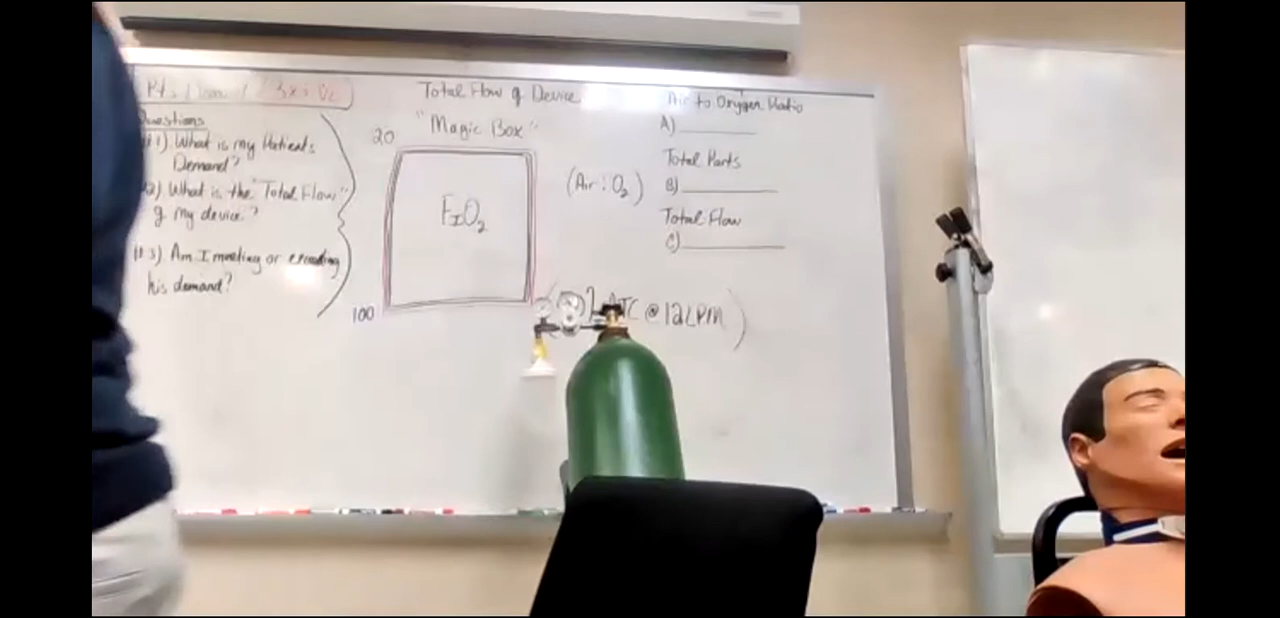 Total Flow of Device
"Magic Box"
20
FIO2
100
(Air : O2)
Questions
#1) What is my Patients
Demand?
2) What is the "Total Flow"
of my device?
#3) Am I meeting or exceeding
his demand?
Air to Oxygen Ratio
A)
Total Parts
B)
Total Flow
C)
@ 12 LPM)